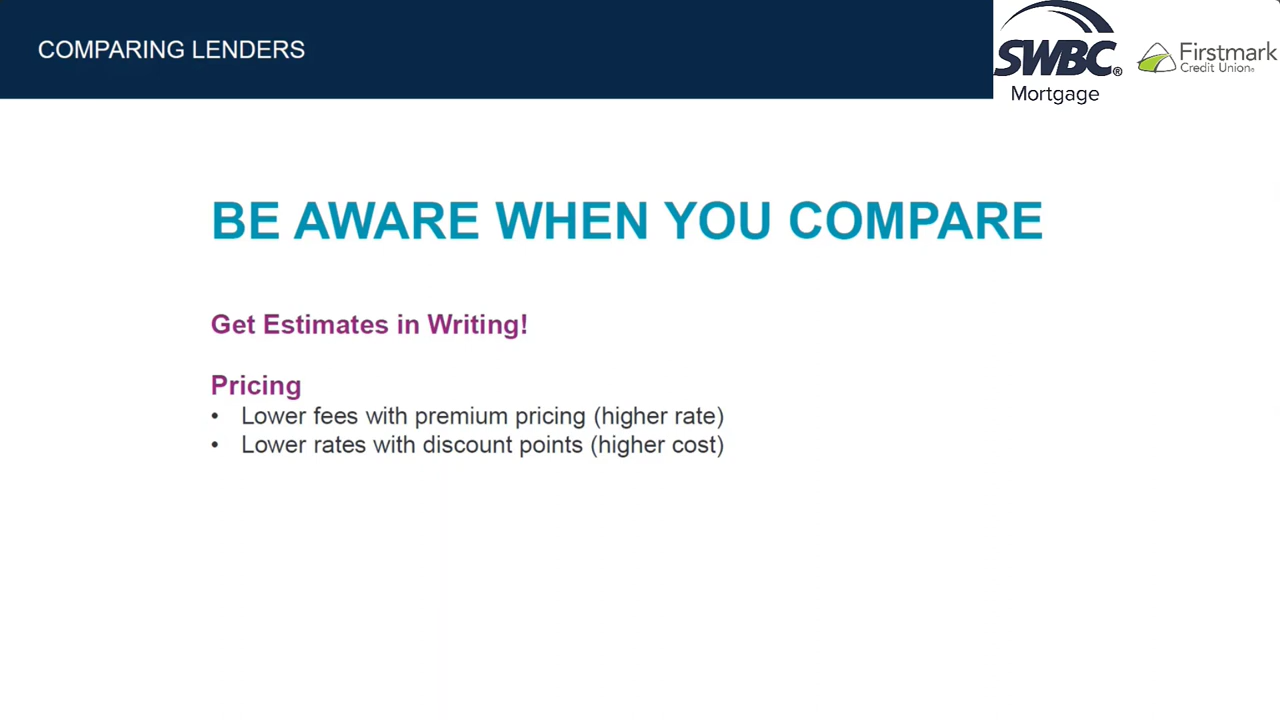 COMPARING LENDERS
SWBC®
Mortgage
Firstmark
Credit Union®
BE AWARE WHEN YOU COMPARE
Get Estimates in Writing!
Pricing
• Lower fees with premium pricing (higher rate)
• Lower rates with discount points (higher cost)